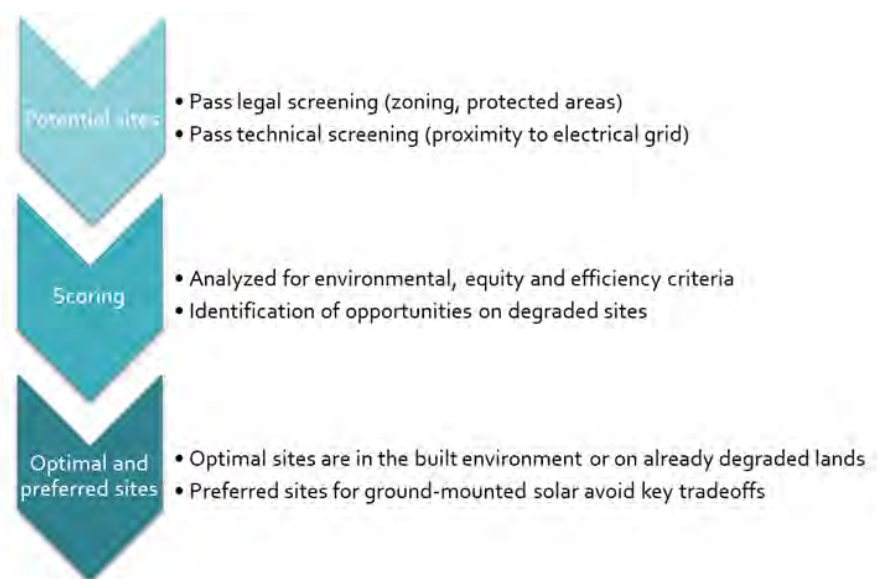 Potential sites
• Pass legal screening (zoning, protected areas)
• Pass technical screening (proximity to electrical grid)
Scoring
• Analyzed for environmental, equity and efficiency criteria
• Identification of opportunities on degraded sites
Optimal and
preferred sites
• Optimal sites are in the built environment or on already degraded lands
• Preferred sites for ground-mounted solar avoid key tradeoffs